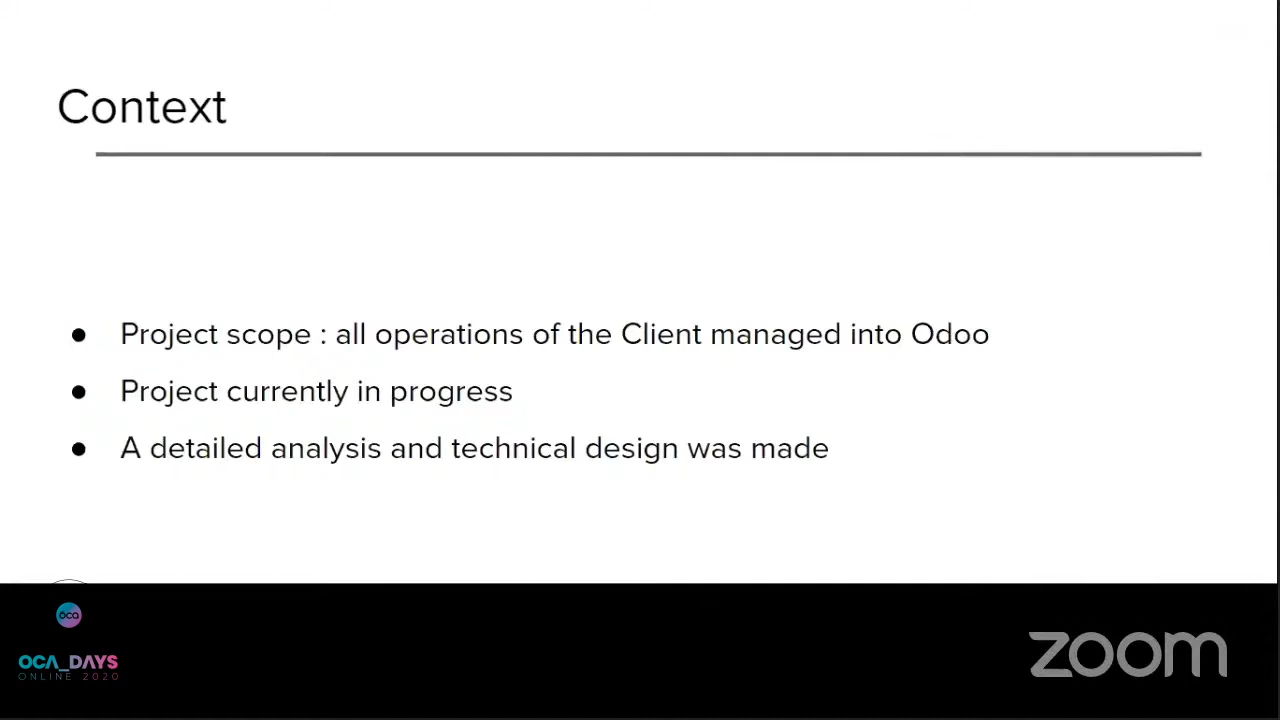 Context
● Project scope : all operations of the Client managed into Odoo
● Project currently in progress
● A detailed analysis and technical design was made
oca
OCA_DAYS
ONLINE 2020
zoom